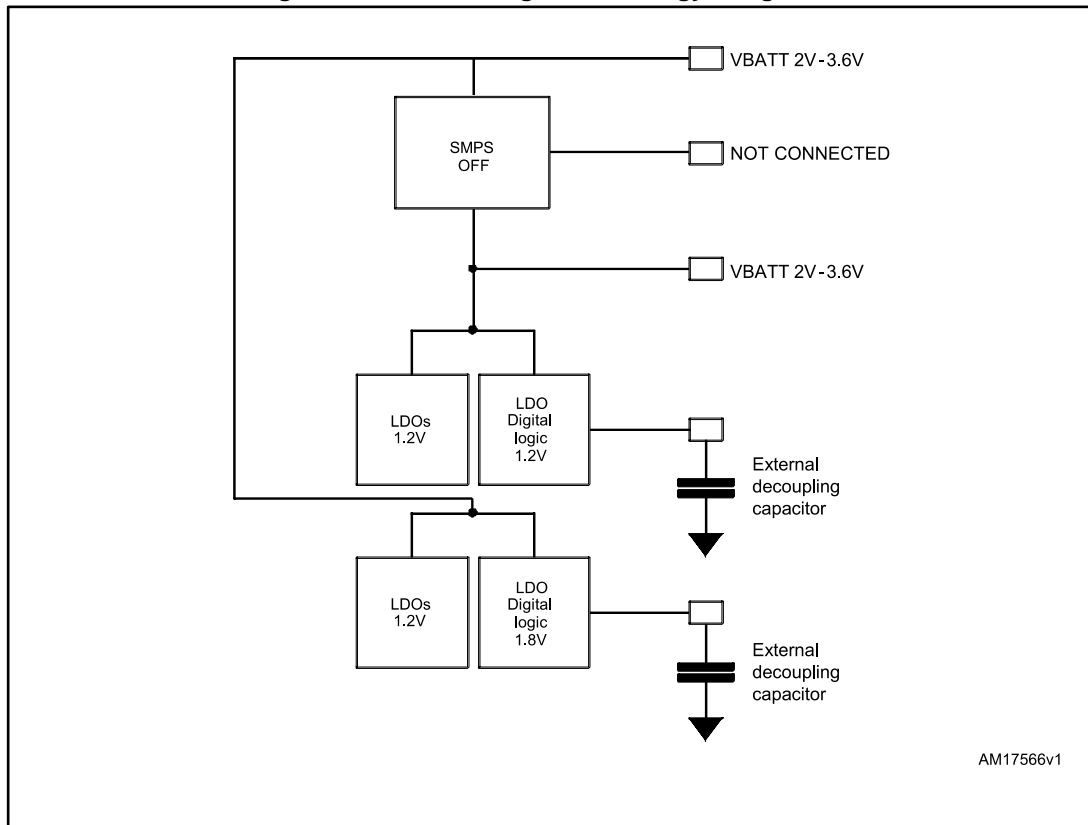 VBATT 2V-3.6V
SMPS
OFF
NOT CONNECTED
VBATT 2V-3.6V
LDOs
1.2V
LDO
Digital
logic
1.2V
External
decoupling
capacitor
LDOs
1.2V
LDO
Digital
logic
1.8V
External
decoupling
capacitor
AM17566v1